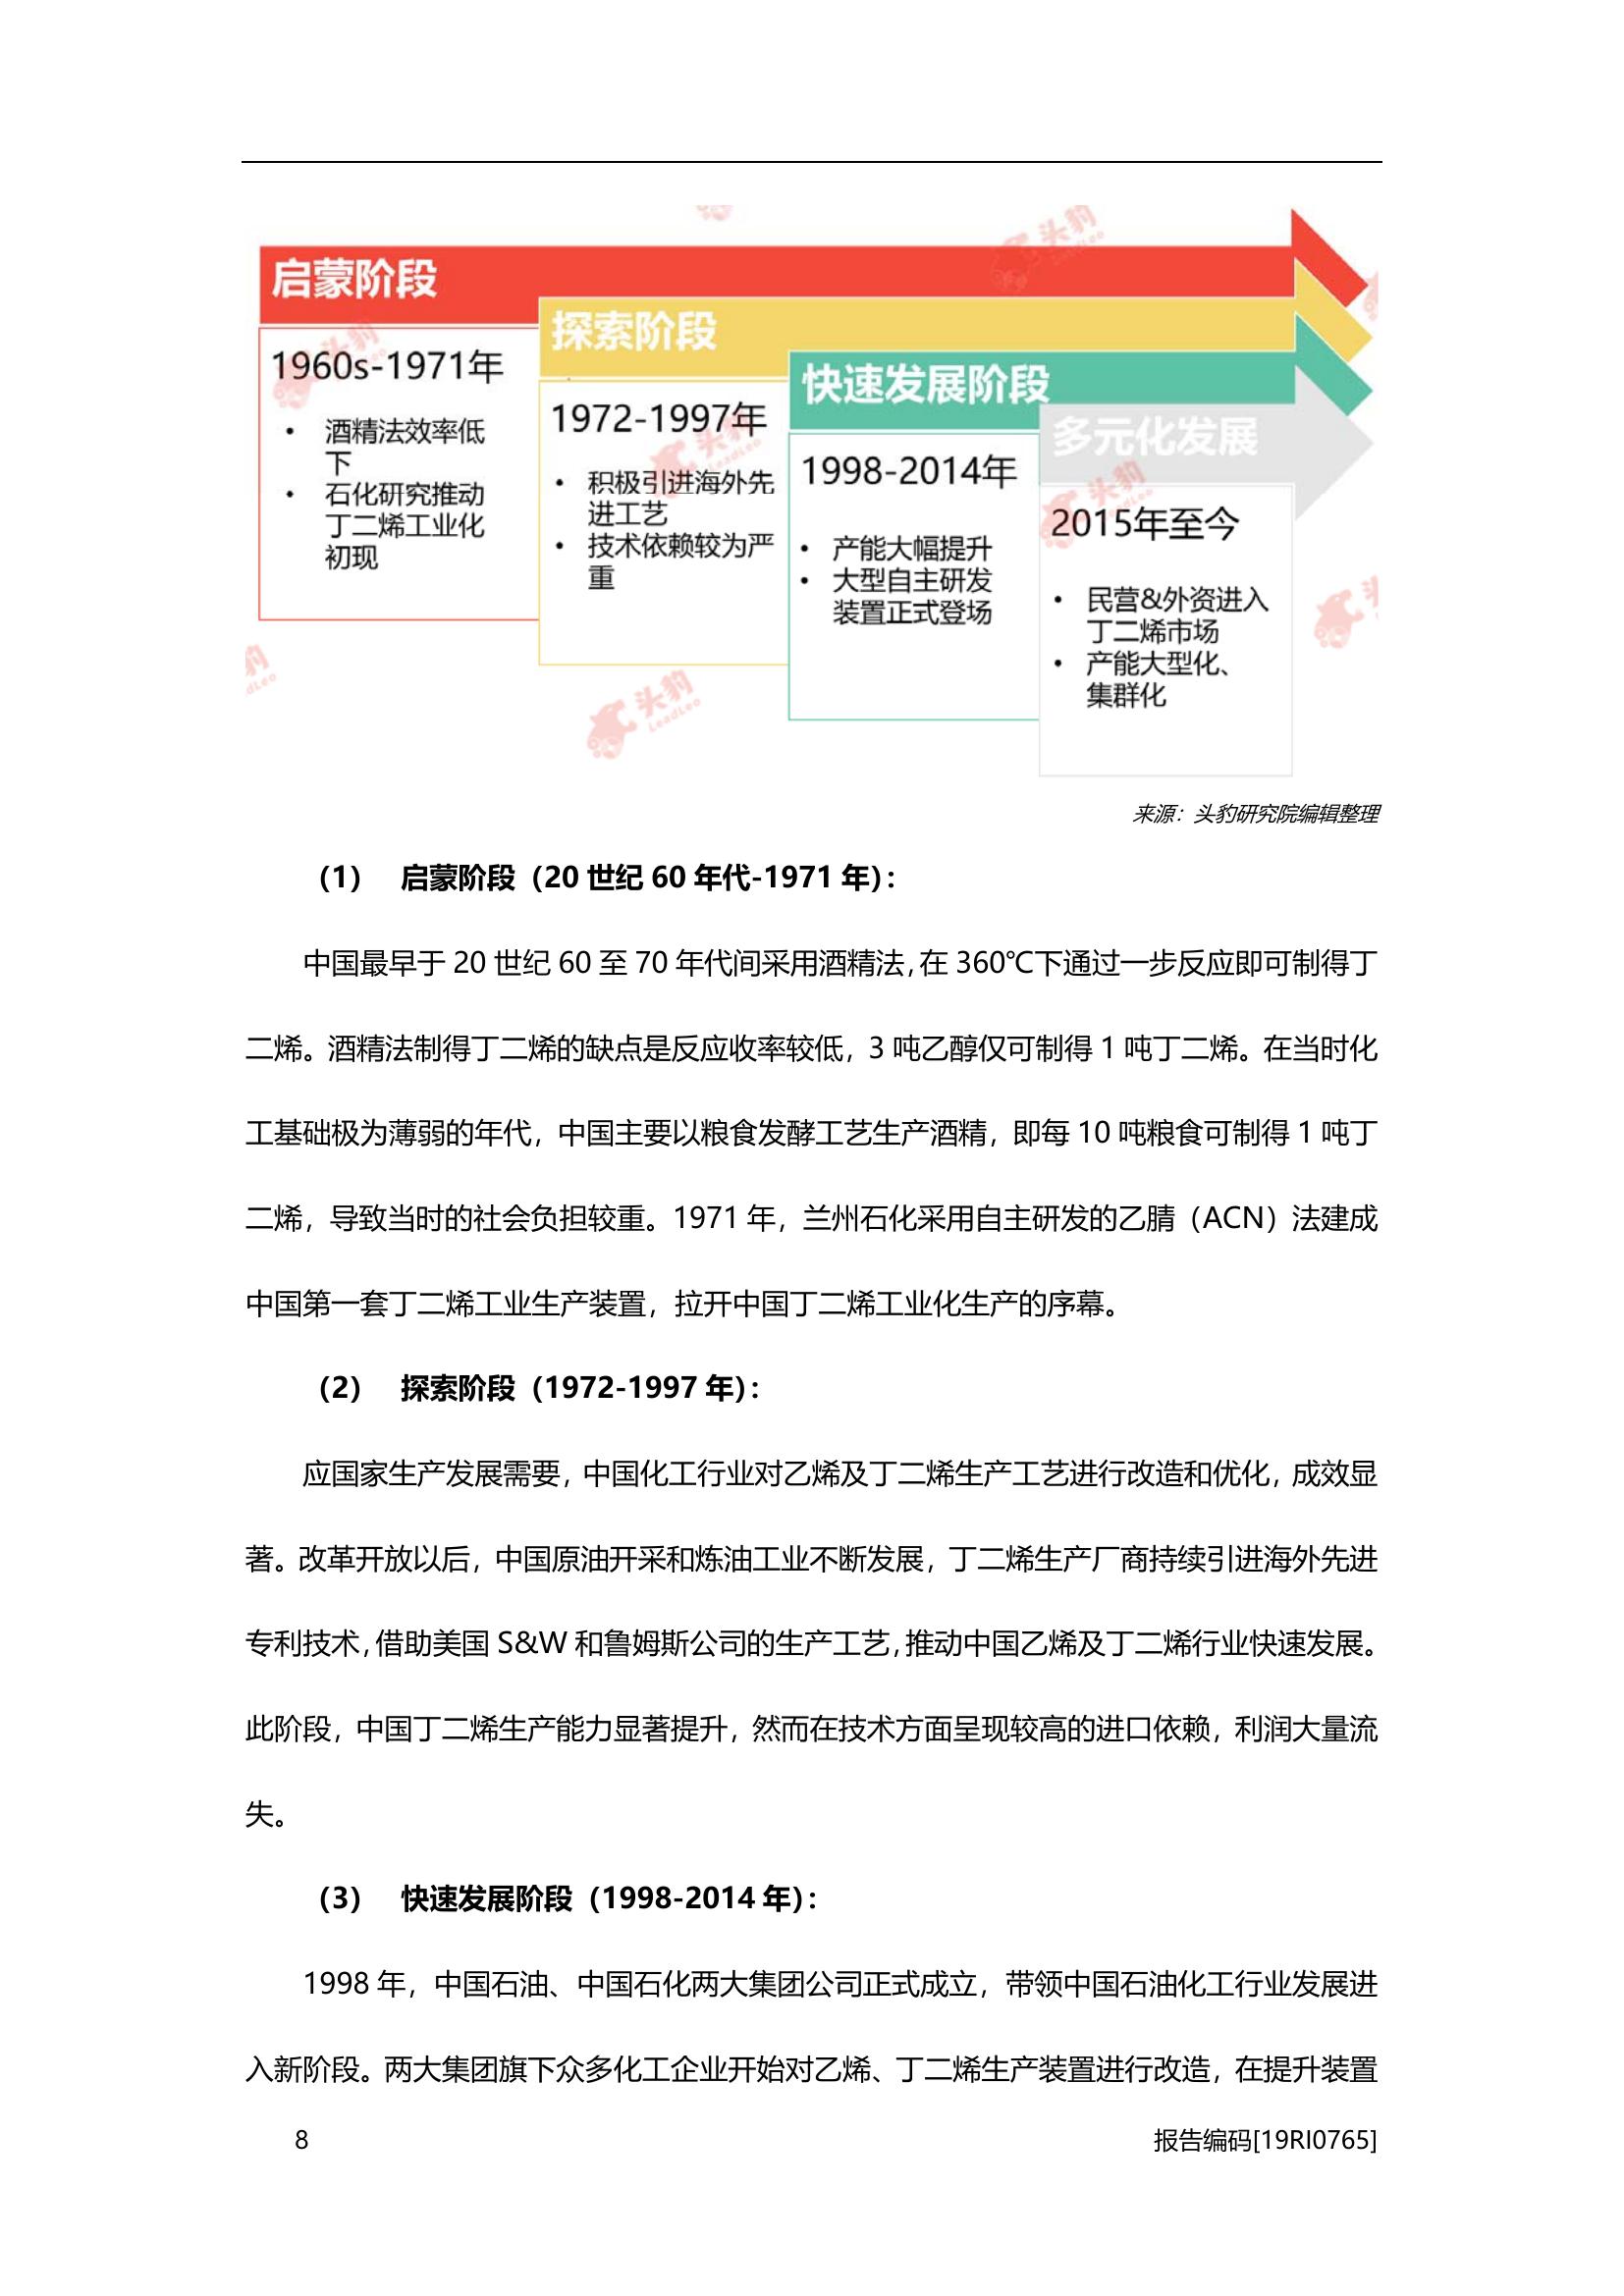 启蒙阶段
1960s-1971年
• 酒精法效率低
下
• 石化研究推动
丁二烯工业化
初现
探索阶段
1972-1997年
• 积极引进海外先
进工艺
• 技术依赖较为严
重
快速发展阶段
1998-2014年
• 产能大幅提升
• 大型自主研发
装置正式登场
多元化发展
2015年至今
• 民营&外资进入
丁二烯市场
• 产能大型化、
集群化
头豹
LeadLeo
来源：头豹研究院编辑整理
（1） 启蒙阶段（20 世纪 60 年代-1971 年）：
中国最早于 20 世纪 60 至 70 年代间采用酒精法，在 360℃下通过一步反应即可制得丁
二烯。酒精法制得丁二烯的缺点是反应收率较低，3 吨乙醇仅可制得 1 吨丁二烯。在当时化
工基础极为薄弱的年代，中国主要以粮食发酵工艺生产酒精，即每 10 吨粮食可制得 1 吨丁
二烯，导致当时的社会负担较重。1971 年，兰州石化采用自主研发的乙腈（ACN）法建成
中国第一套丁二烯工业生产装置，拉开中国丁二烯工业化生产的序幕。
（2） 探索阶段（1972-1997 年）：
应国家生产发展需要，中国化工行业对乙烯及丁二烯生产工艺进行改造和优化，成效显
著。改革开放以后，中国原油开采和炼油工业不断发展，丁二烯生产厂商持续引进海外先进
专利技术，借助美国 S&W 和鲁姆斯公司的生产工艺，推动中国乙烯及丁二烯行业快速发展。
此阶段，中国丁二烯生产能力显著提升，然而在技术方面呈现较高的进口依赖，利润大量流
失。
（3） 快速发展阶段（1998-2014 年）：
1998 年，中国石油、中国石化两大集团公司正式成立，带领中国石油化工行业发展进
入新阶段。两大集团旗下众多化工企业开始对乙烯、丁二烯生产装置进行改造，在提升装置
8
报告编码[19RI0765]